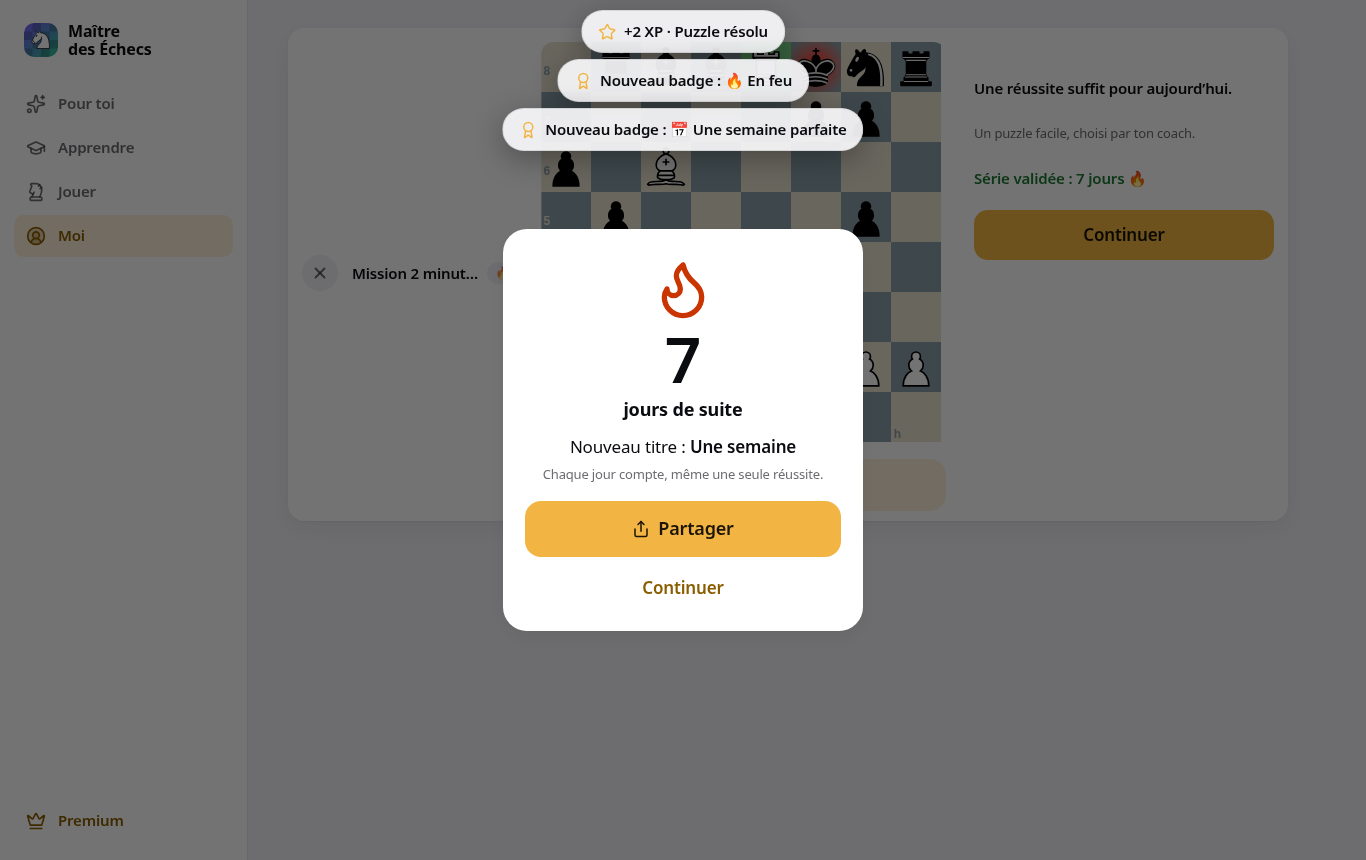 Maître
des Échecs
Pour toi
Apprendre
Jouer
Moi
Premium
+2 XP · Puzzle résolu
Nouveau badge : 🔥 En feu
Nouveau badge : 📅 Une semaine parfaite
Mission 2 minut…
8
6
5
h
Une réussite suffit pour aujourd’hui.
Un puzzle facile, choisi par ton coach.
Série validée : 7 jours 🔥
Continuer
7
jours de suite
Nouveau titre : Une semaine
Chaque jour compte, même une seule réussite.
Partager
Continuer